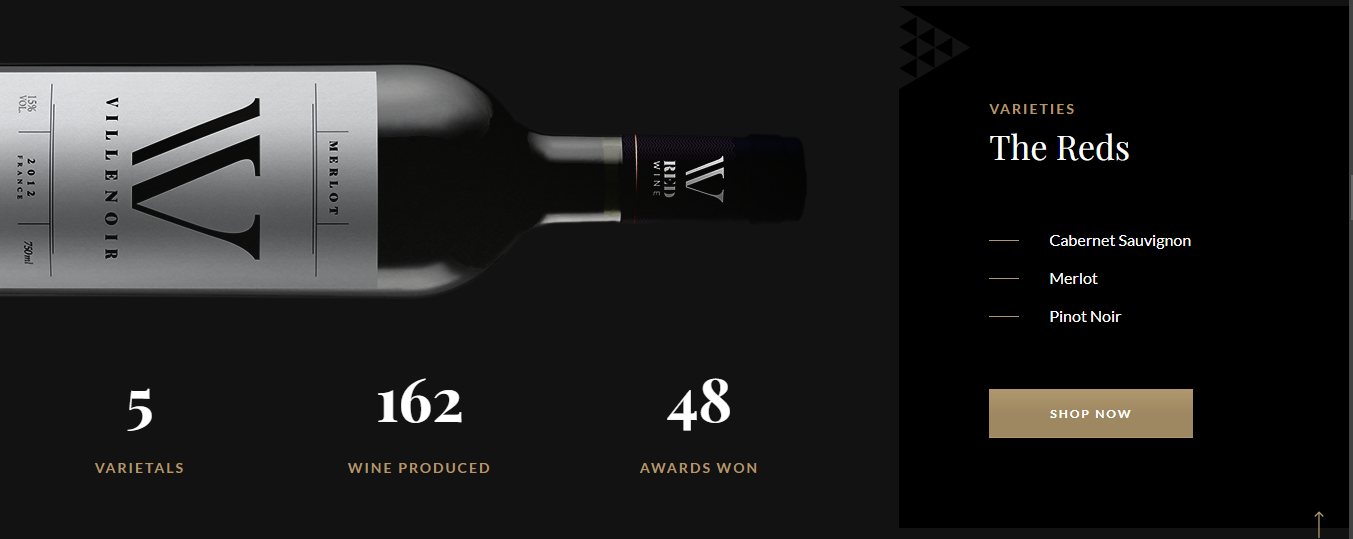 15%
VOL.
2012
FRANCE
750ml
VILLENOIR
W
MERLOT
RED
WINE
W
5
VARIETALS
162
WINE PRODUCED
48
AWARDS WON
VARIETIES
The Reds
Cabernet Sauvignon
Merlot
Pinot Noir
SHOP NOW